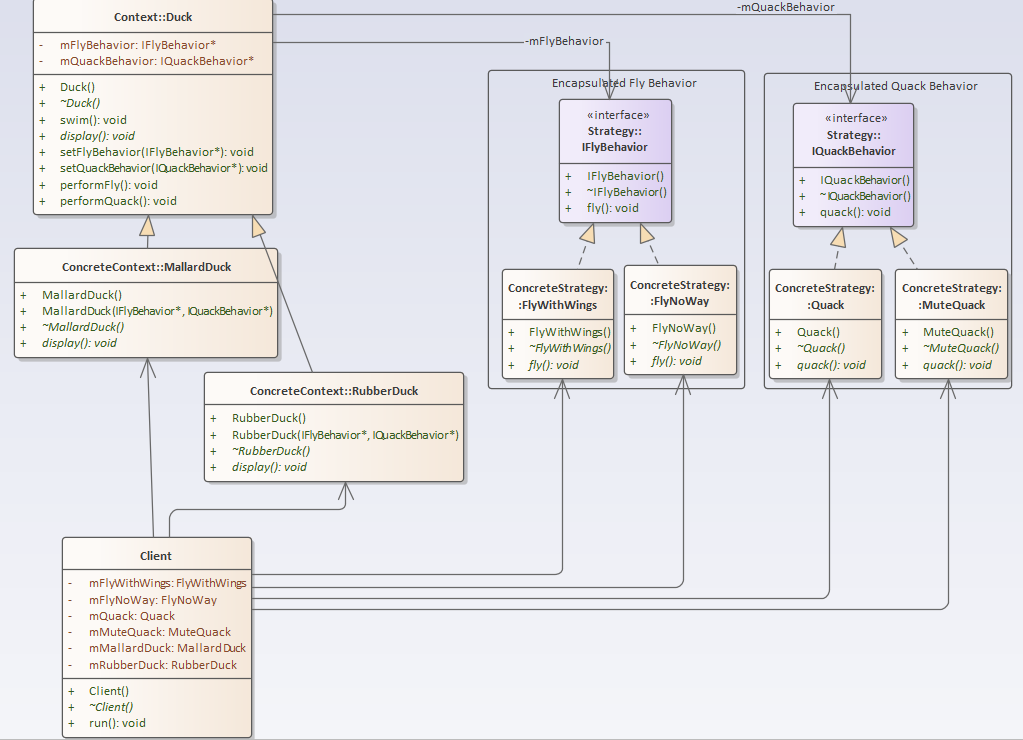 -mQuackBehavior
Context::Duck
- mFlyBehavior: IFlyBehavior*
- mQuackBehavior: IQuackBehavior*
+ Duck()
+ ~Duck()
+ swim(): void
+ display(): void
+ setFlyBehavior(IFlyBehavior*): void
+ setQuackBehavior(IQuackBehavior*): void
+ performFly(): void
+ performQuack(): void
-mFlyBehavior
Encapsulated Fly Behavior
«interface»
Strategy::
IFlyBehavior
+ IFlyBehavior()
+ ~IFlyBehavior()
+ fly(): void
Encapsulated Quack Behavior
«interface»
Strategy::
IQuackBehavior
+ IQuackBehavior()
+ ~IQuackBehavior()
+ quack(): void
ConcreteContext::MallardDuck
+ MallardDuck()
+ MallardDuck(IFlyBehavior*, IQuackBehavior*)
+ ~MallardDuck()
+ display(): void
ConcreteStrategy:
:FlyWithWings
+ FlyWithWings()
+ ~FlyWithWings()
+ fly(): void
ConcreteStrategy:
:FlyNoWay
+ FlyNoWay()
+ ~FlyNoWay()
+ fly(): void
ConcreteStrategy:
:Quack
+ Quack()
+ ~Quack()
+ quack(): void
ConcreteStrategy:
:MuteQuack
+ MuteQuack()
+ ~MuteQuack()
+ quack(): void
ConcreteContext::RubberDuck
+ RubberDuck()
+ RubberDuck(IFlyBehavior*, IQuackBehavior*)
+ ~RubberDuck()
+ display(): void
Client
- mFlyWithWings: FlyWithWings
- mFlyNoWay: FlyNoWay
- mQuack: Quack
- mMuteQuack: MuteQuack
- mMallardDuck: MallardDuck
- mRubberDuck: RubberDuck
+ Client()
+ ~Client()
+ run(): void